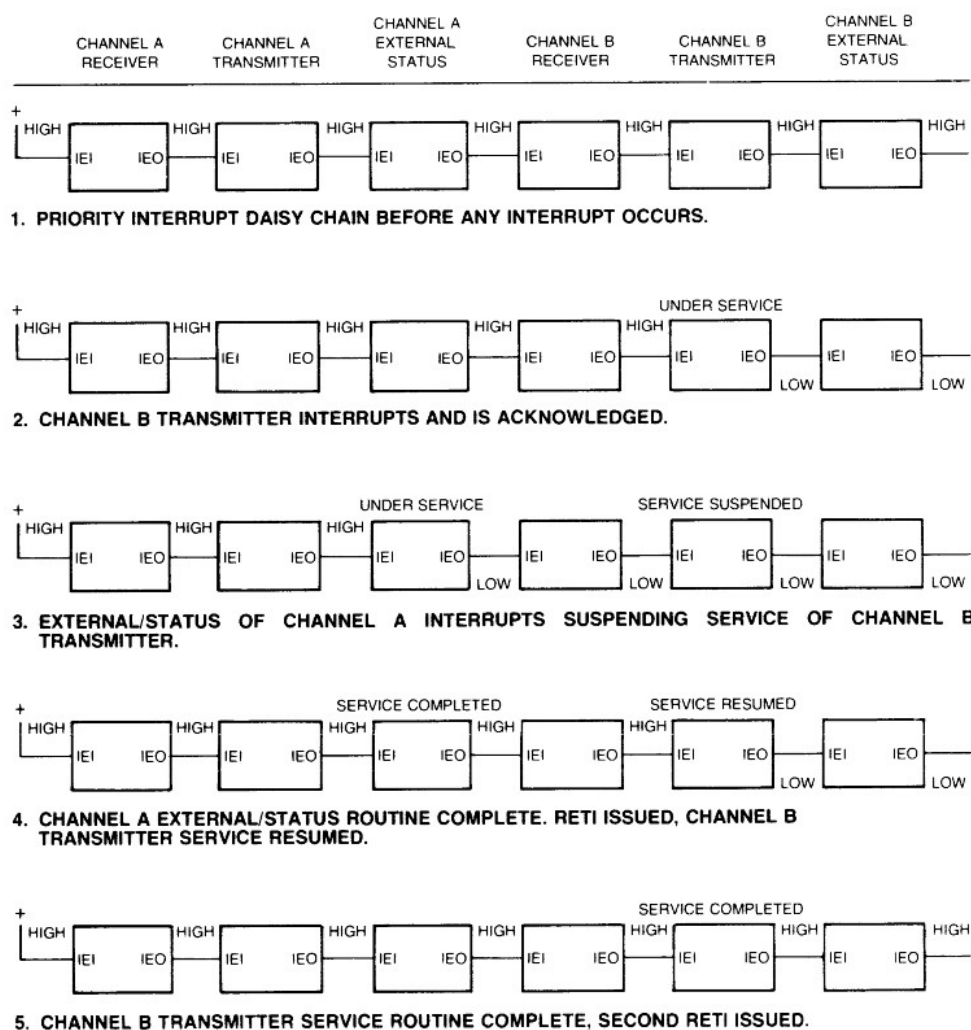 CHANNEL A RECEIVER
CHANNEL A TRANSMITTER
CHANNEL A EXTERNAL STATUS
CHANNEL B RECEIVER
CHANNEL B TRANSMITTER
CHANNEL B EXTERNAL STATUS
+
HIGH HIGH HIGH HIGH HIGH HIGH HIGH
IEI IEO IEI IEO IEI IEO IEI IEO IEI IEO IEI IEO
1. PRIORITY INTERRUPT DAISY CHAIN BEFORE ANY INTERRUPT OCCURS.
UNDER SERVICE
+
HIGH HIGH HIGH HIGH HIGH
IEI IEO IEI IEO IEI IEO IEI IEO IEI IEO IEI IEO
LOW LOW
2. CHANNEL B TRANSMITTER INTERRUPTS AND IS ACKNOWLEDGED.
UNDER SERVICE SERVICE SUSPENDED
+
HIGH HIGH HIGH
IEI IEO IEI IEO IEI IEO IEI IEO IEI IEO IEI IEO
LOW LOW LOW LOW
3. EXTERNAL/STATUS OF CHANNEL A INTERRUPTS SUSPENDING SERVICE OF CHANNEL B
TRANSMITTER.
SERVICE COMPLETED SERVICE RESUMED
+
HIGH HIGH HIGH HIGH HIGH
IEI IEO IEI IEO IEI IEO IEI IEO IEI IEO IEI IEO
LOW LOW
4. CHANNEL A EXTERNAL/STATUS ROUTINE COMPLETE. RETI ISSUED, CHANNEL B
TRANSMITTER SERVICE RESUMED.
SERVICE COMPLETED
+
HIGH HIGH HIGH HIGH HIGH HIGH HIGH
IEI IEO IEI IEO IEI IEO IEI IEO IEI IEO IEI IEO
5. CHANNEL B TRANSMITTER SERVICE ROUTINE COMPLETE, SECOND RETI ISSUED.